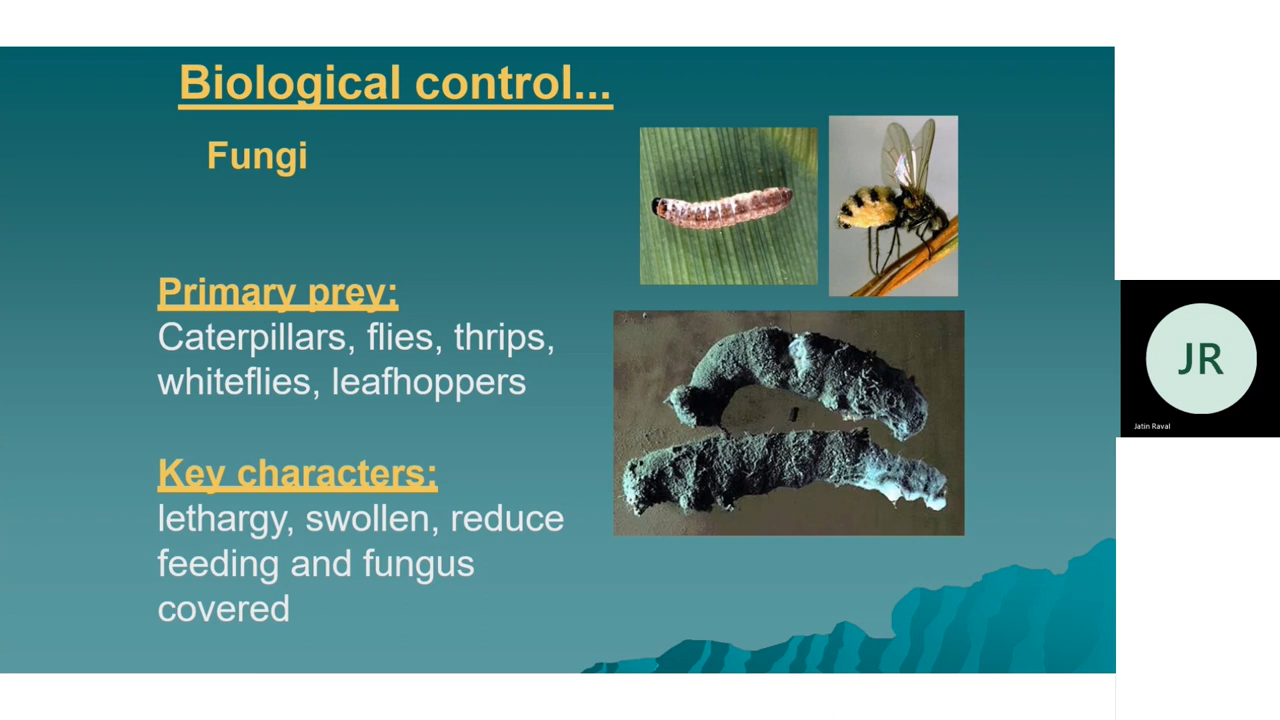 Biological control...
Fungi
Primary prey:
Caterpillars, flies, thrips,
whiteflies, leafhoppers
Key characters:
lethargy, swollen, reduce
feeding and fungus
covered
JR
Jatin Raval